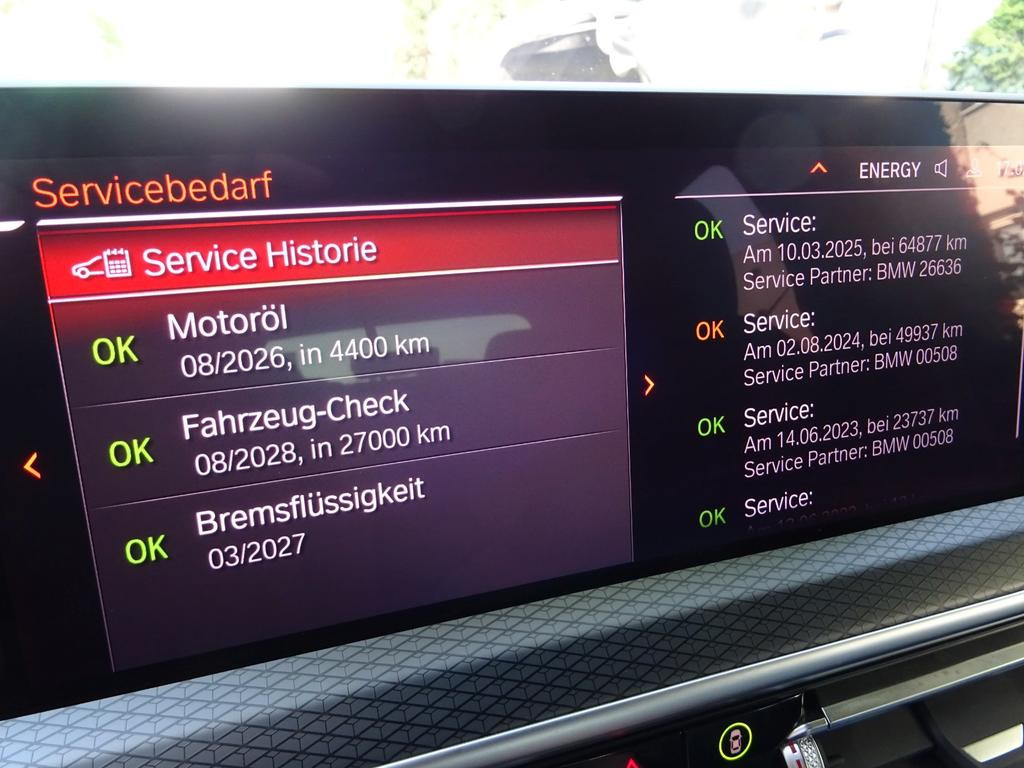 Servicebedarf
Service Historie
OK Motoröl
08/2026, in 4400 km
OK Fahrzeug-Check
08/2028, in 27000 km
OK Bremsflüssigkeit
03/2027
ENERGY
OK Service:
Am 10.03.2025, bei 64877 km
Service Partner: BMW 26636
OK Service:
Am 02.08.2024, bei 49937 km
Service Partner: BMW 00508
OK Service:
Am 14.06.2023, bei 23737 km
Service Partner: BMW 00508
OK Service: